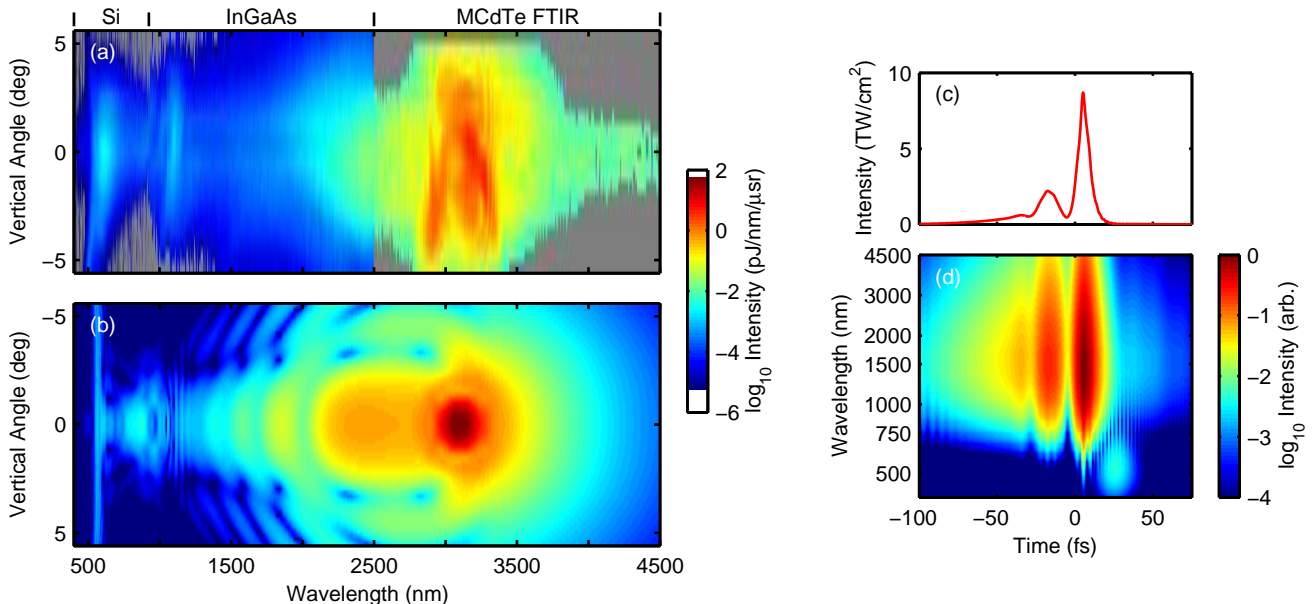 Si InGaAs MCdTe FTIR
(a)
Vertical Angle (deg)
5
0
−5
(b)
Vertical Angle (deg)
−5
0
5
500 1500 2500 3500 4500
Wavelength (nm)
2
0
−2
−4
−6
log10 Intensity (pJ/nm/μsr)
(c)
Intensity (TW/cm2)
10
5
0
(d)
Wavelength (nm)
4500
3000
2000
1500
1000
750
500
−100 −50 0 50
Time (fs)
0
−1
−2
−3
−4
log10 Intensity (arb.)